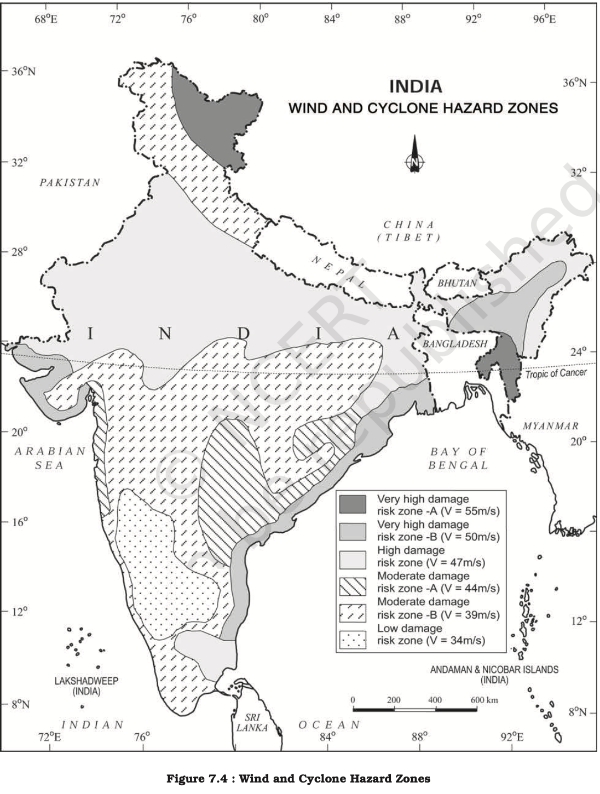 68°E 72°E 76°E 80°E 84°E 88°E 92°E 96°E
36°N 36°N
INDIA
WIND AND CYCLONE HAZARD ZONES
N
32° 32°
PAKISTAN
CHINA
(TIBET)
28° 28°
NEPAL
BHUTAN
INDIA
BANGLADESH
24° 24°
Tropic of Cancer
MYANMAR
20° 20°
ARABIAN
SEA
BAY OF
BENGAL
Very high damage
risk zone -A (V = 55m/s)
Very high damage
risk zone -B (V = 50m/s)
High damage
risk zone (V = 47m/s)
Moderate damage
risk zone -A (V = 44m/s)
Moderate damage
risk zone -B (V = 39m/s)
Low damage
risk zone (V = 34m/s)
16° 16°
12° 12°
LAKSHADWEEP
(INDIA)
ANDAMAN & NICOBAR ISLANDS
(INDIA)
8°N 8°N
0 200 400 600 km
SRI
LANKA
INDIAN OCEAN
72°E 76° 80° 84° 88° 92°E
© NCERT
not to be republished
Figure 7.4 : Wind and Cyclone Hazard Zones